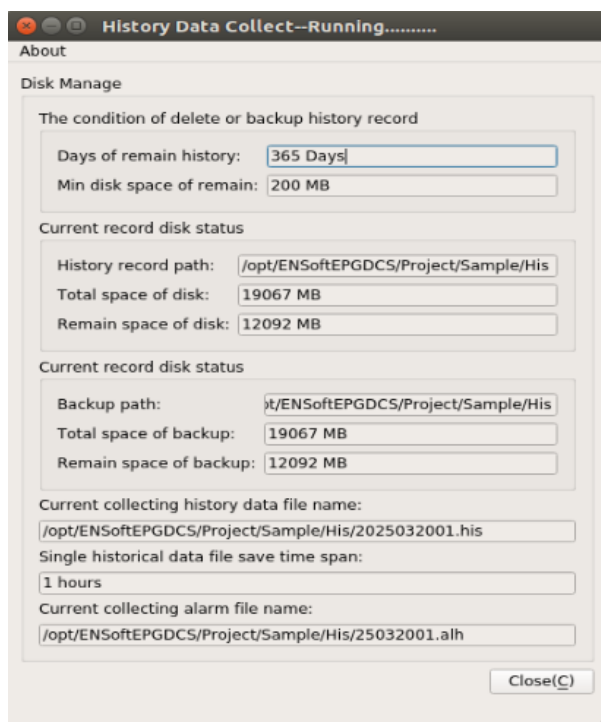 History Data Collect--Running..........
About
Disk Manage
The condition of delete or backup history record
Days of remain history: 365 Days
Min disk space of remain: 200 MB
Current record disk status
History record path: /opt/ENSoftEPGDCS/Project/Sample/His
Total space of disk: 19067 MB
Remain space of disk: 12092 MB
Current record disk status
Backup path: t/ENSoftEPGDCS/Project/Sample/His
Total space of backup: 19067 MB
Remain space of backup: 12092 MB
Current collecting history data file name:
/opt/ENSoftEPGDCS/Project/Sample/His/2025032001.his
Single historical data file save time span:
1 hours
Current collecting alarm file name:
/opt/ENSoftEPGDCS/Project/Sample/His/25032001.alh
Close(C)